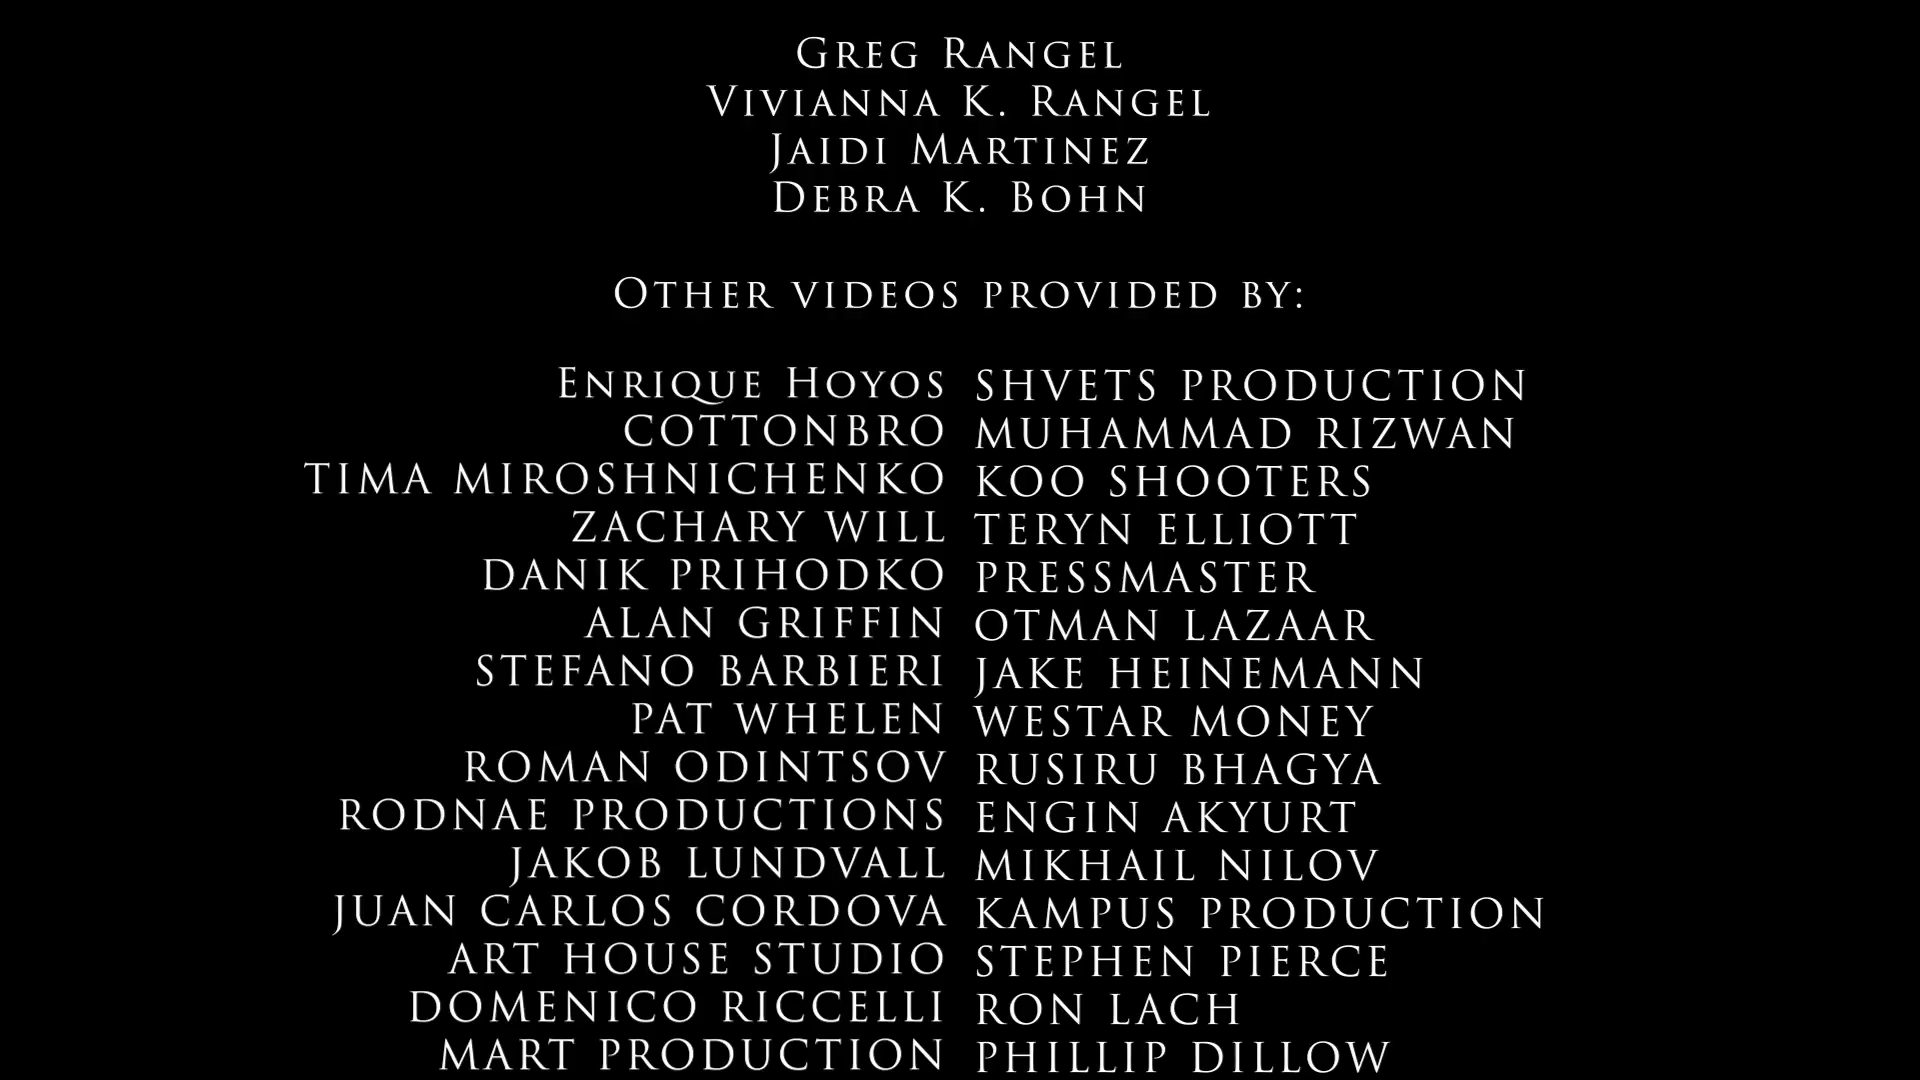 Greg Rangel
Vivianna K. Rangel
Jaidi Martinez
Debra K. Bohn
Other videos provided by:
Enrique Hoyos SHVETS PRODUCTION
COTTONBRO MUHAMMAD RIZWAN
TIMA MIROSHNICHENKO KOO SHOOTERS
ZACHARY WILL TERYN ELLIOTT
DANIK PRIHODKO PRESSMASTER
ALAN GRIFFIN OTMAN LAZAAR
STEFANO BARBIERI JAKE HEINEMANN
PAT WHELEN WESTAR MONEY
ROMAN ODINTSOV RUSIRU BHAGYA
RODNAE PRODUCTIONS ENGIN AKYURT
JAKOB LUNDVALL MIKHAIL NILOV
JUAN CARLOS CORDOVA KAMPUS PRODUCTION
ART HOUSE STUDIO STEPHEN PIERCE
DOMENICO RICCELLI RON LACH
MART PRODUCTION PHILLIP DILLOW